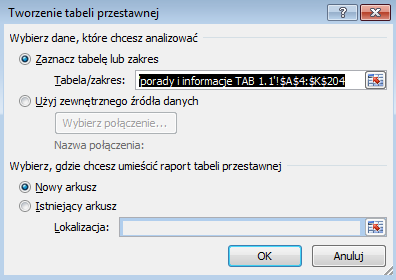 Tworzenie tabeli przestawnej
Wybierz dane, które chcesz analizować
Zaznacz tabelę lub zakres
Tabela/zakres: 'porady i informacje TAB 1.1'!$A$4:$K$204
Użyj zewnętrznego źródła danych
Wybierz połączenie...
Nazwa połączenia:
Wybierz, gdzie chcesz umieścić raport tabeli przestawnej
Nowy arkusz
Istniejący arkusz
Lokalizacja:
OK Anuluj